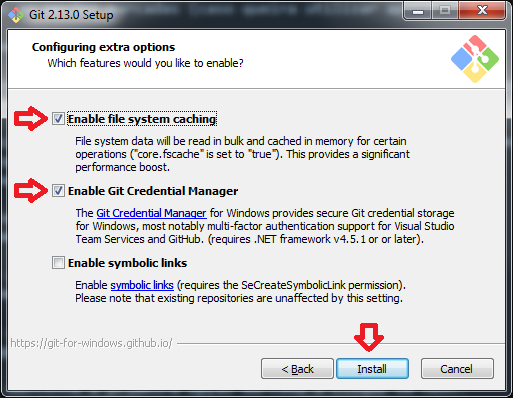 Git 2.13.0 Setup
Configuring extra options
Which features would you like to enable?
Enable file system caching
File system data will be read in bulk and cached in memory for certain
operations ("core.fscache" is set to "true"). This provides a significant
performance boost.
Enable Git Credential Manager
The Git Credential Manager for Windows provides secure Git credential storage
for Windows, most notably multi-factor authentication support for Visual Studio
Team Services and GitHub. (requires .NET framework v4.5.1 or or later).
Enable symbolic links
Enable symbolic links (requires the SeCreateSymbolicLink permission).
Please note that existing repositories are unaffected by this setting.
https://git-for-windows.github.io/
< Back
Install
Cancel